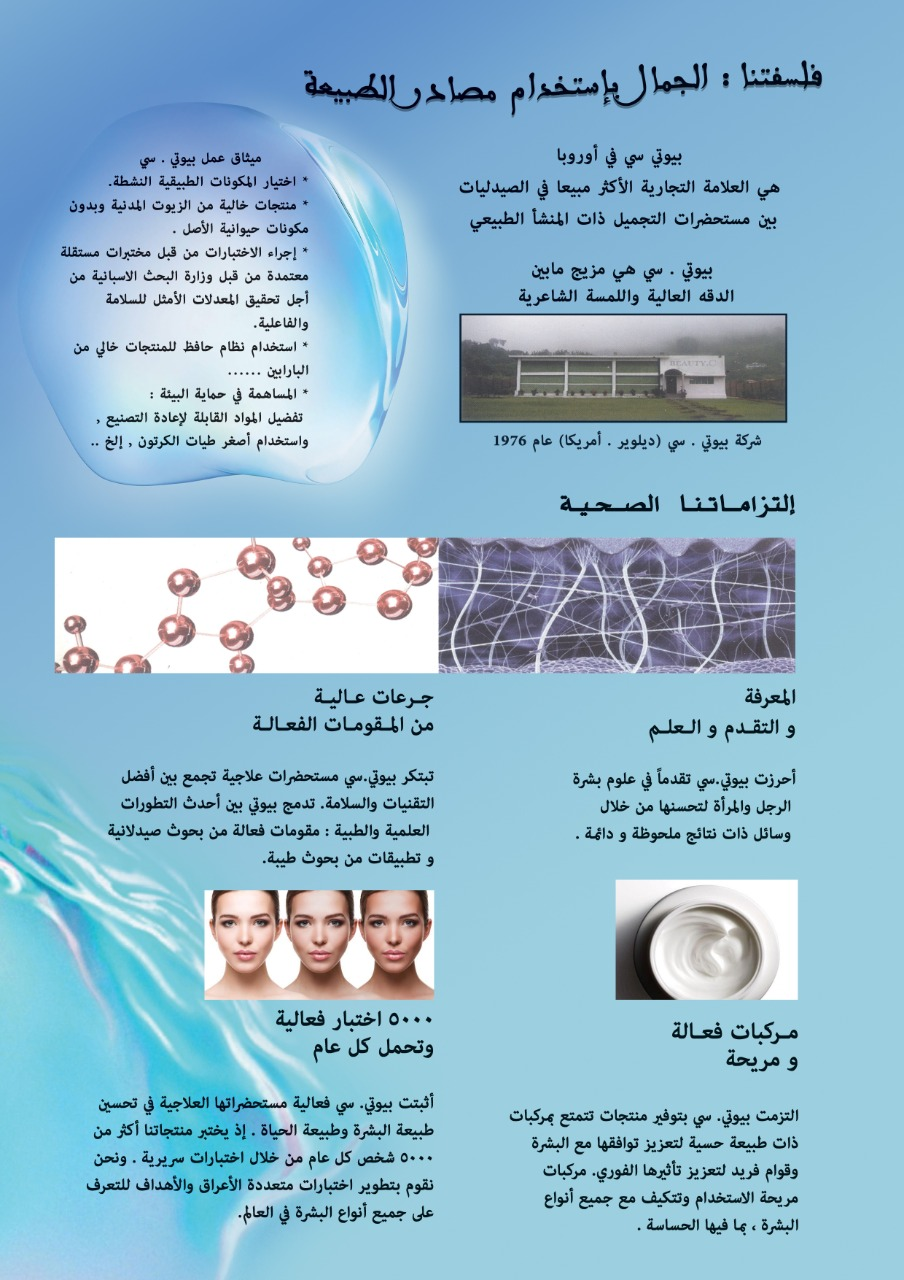 فلسفتنا : الجمال بإستخدام مصادر الطبيعة
بيوتي سي في أوروبا
هي العلامة التجارية الأكثر مبيعا في الصيدليات
بين مستحضرات التجميل ذات المنشأ الطبيعي
بيوتي . سي هي مزيج مابين
الدقه العالية واللمسة الشاعرية
BEAUTY.C
شركة بيوتي . سي (ديلوير . أمريكا) عام 1976
ميثاق عمل بيوتي . سي
* اختيار المكونات الطبيقية النشطة.
* منتجات خالية من الزيوت المدنية وبدون
مكونات حيوانية الأصل .
* إجراء الاختبارات من قبل مختبرات مستقلة
معتمدة من قبل وزارة البحث الاسبانية من
أجل تحقيق المعدلات الأمثل للسلامة
والفاعلية.
* استخدام نظام حافظ للمنتجات خالي من
البارابين ......
* المساهمة في حماية البيئة :
تفضيل المواد القابلة لإعادة التصنيع ,
واستخدام أصغر طيات الكرتون , إلخ ..
إلتزاماتنا الصحية
المعرفة
و التقدم و العلم
أحرزت بيوتي.سي تقدماً في علوم بشرة
الرجل والمرأة لتحسنها من خلال
وسائل ذات نتائج ملحوظة و دائمة .
جرعات عالية
من المقومات الفعالة
تبتكر بيوتي.سي مستحضرات علاجية تجمع بين أفضل
التقنيات والسلامة. تدمج بيوتي بين أحدث التطورات
العلمية والطبية : مقومات فعالة من بحوث صيدلانية
و تطبيقات من بحوث طيبة.
مركبات فعالة
و مريحة
التزمت بيوتي. سي بتوفير منتجات تتمتع بمركبات
ذات طبيعة حسية لتعزيز توافقها مع البشرة
وقوام فريد لتعزيز تأثيرها الفوري. مركبات
مريحة الاستخدام وتتكيف مع جميع أنواع
البشرة ، بما فيها الحساسة .
٥٠٠٠ اختبار فعالية
وتحمل كل عام
أثبتت بيوتي. سي فعالية مستحضراتها العلاجية في تحسين
طبيعة البشرة وطبيعة الحياة . إذ يختبر منتجاتنا أكثر من
٥٠٠٠ شخص كل عام من خلال اختبارات سريرية . ونحن
نقوم بتطوير اختبارات متعددة الأعراق والأهداف للتعرف
على جميع أنواع البشرة في العالم.